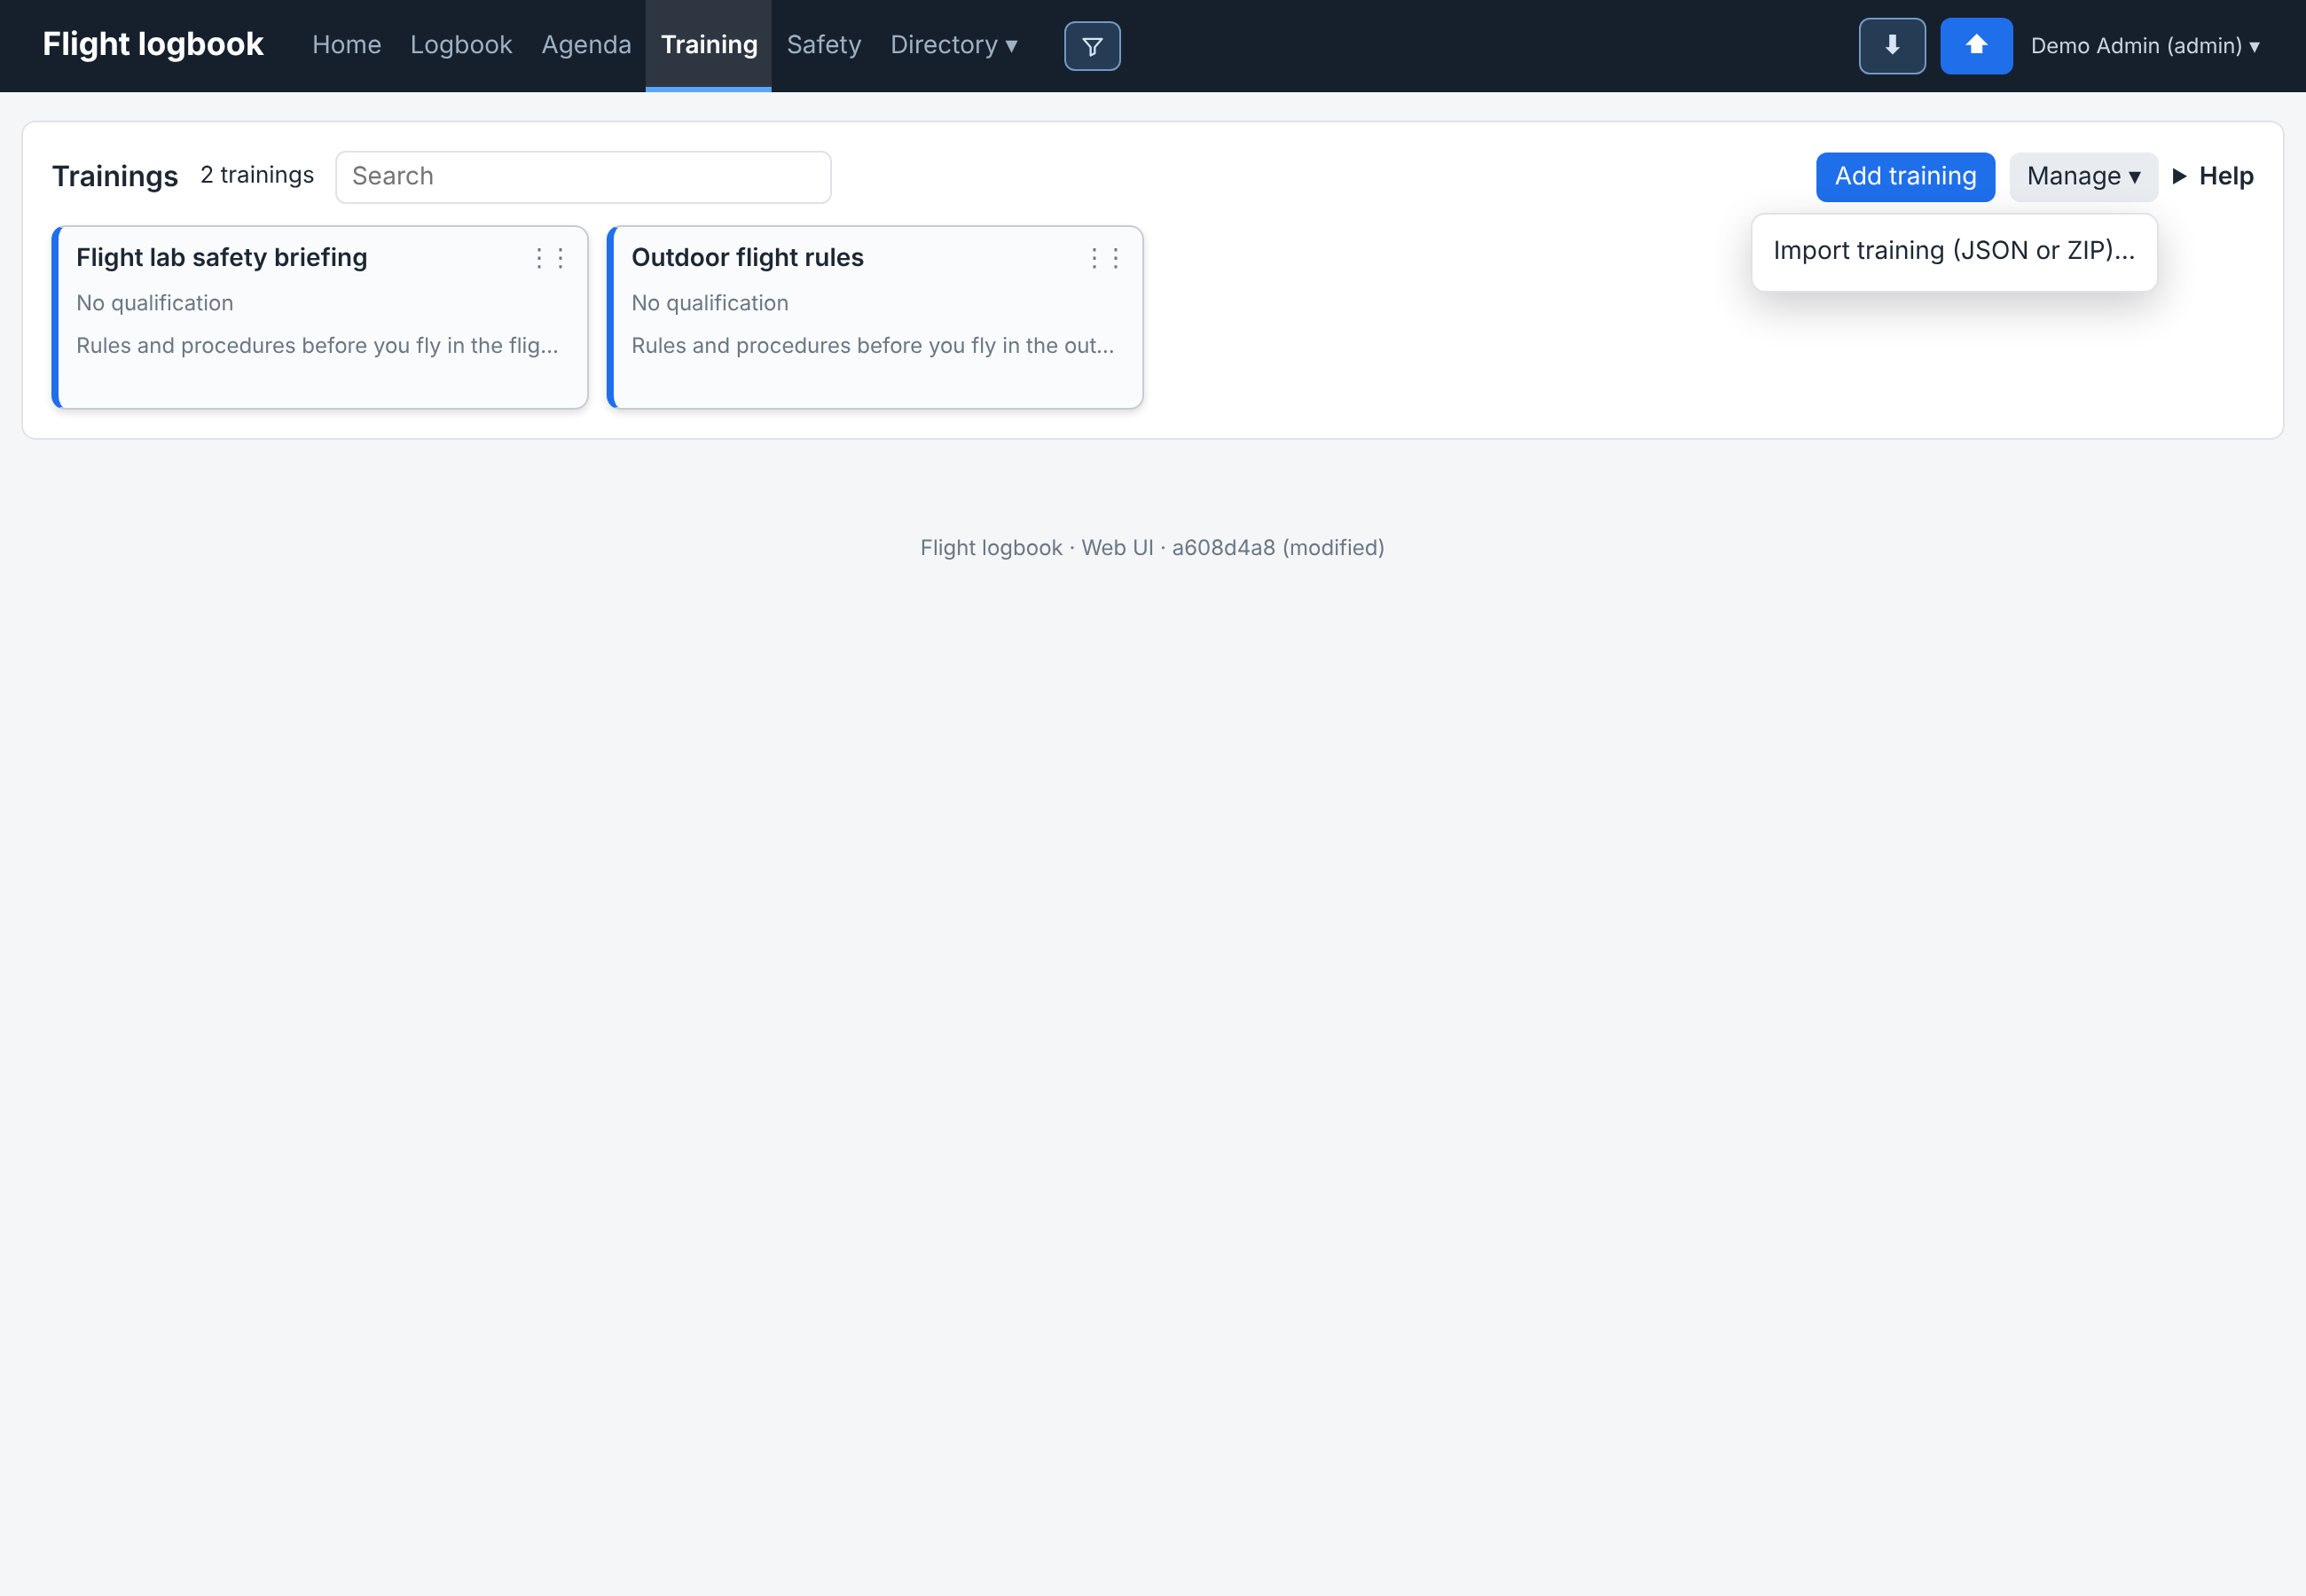 Flight logbook Home Logbook Agenda Training Safety Directory ▾ Demo Admin (admin) ▾
Trainings 2 trainings Search Add training Manage ▾ Help
Import training (JSON or ZIP)...
Flight lab safety briefing
No qualification
Rules and procedures before you fly in the flig...
Outdoor flight rules
No qualification
Rules and procedures before you fly in the out...
Flight logbook · Web UI · a608d4a8 (modified)